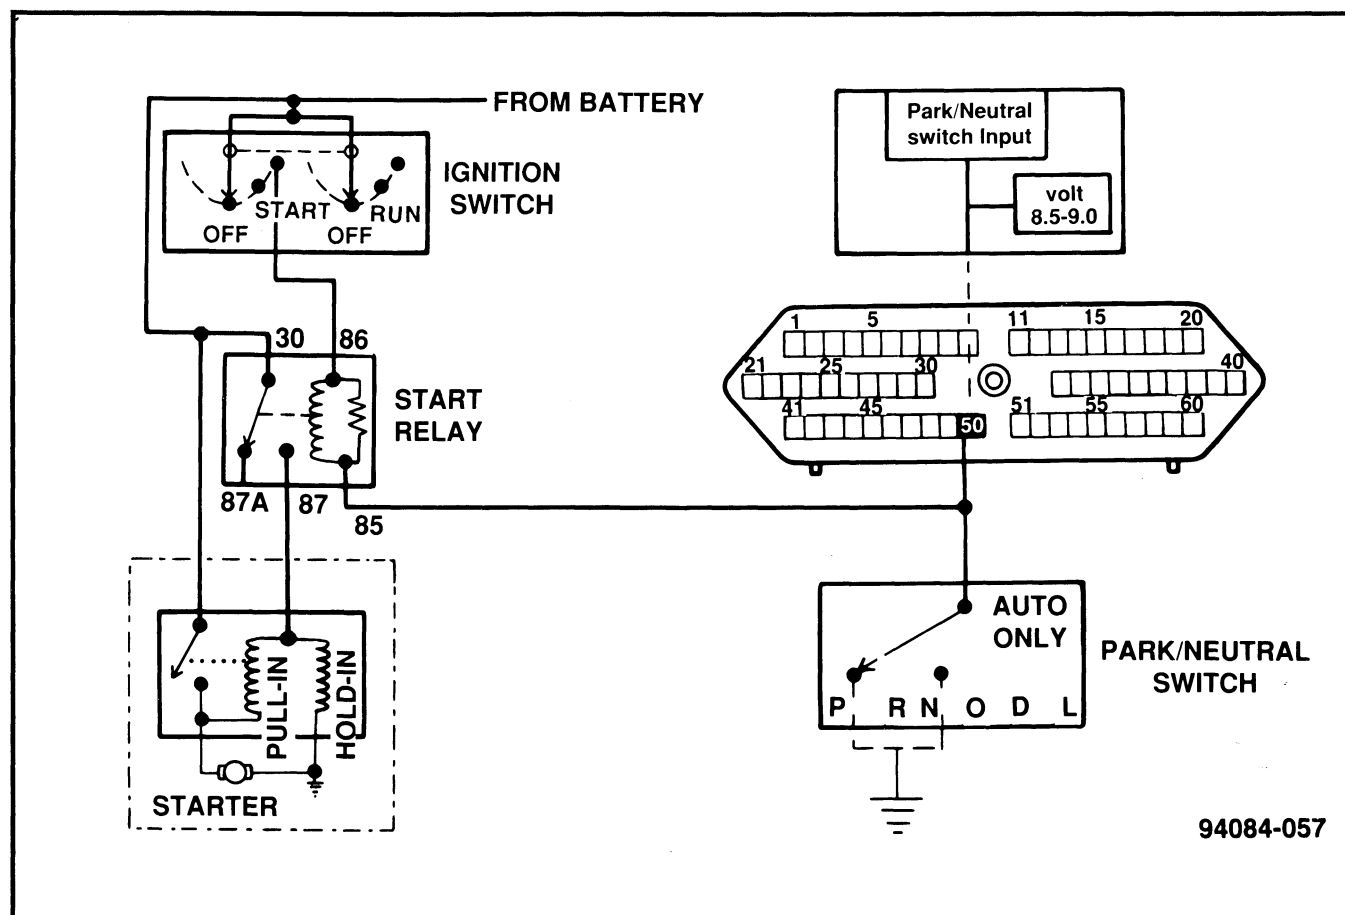 FROM BATTERY
IGNITION
SWITCH
START
RUN
OFF
OFF
Park/Neutral
switch Input
volt
8.5-9.0
30
86
START
RELAY
87A
87
85
1
5
11
15
20
21
25
30
40
41
45
50
51
55
60
PULL-IN
HOLD-IN
STARTER
AUTO
ONLY
P R N O D L
PARK/NEUTRAL
SWITCH
94084-057